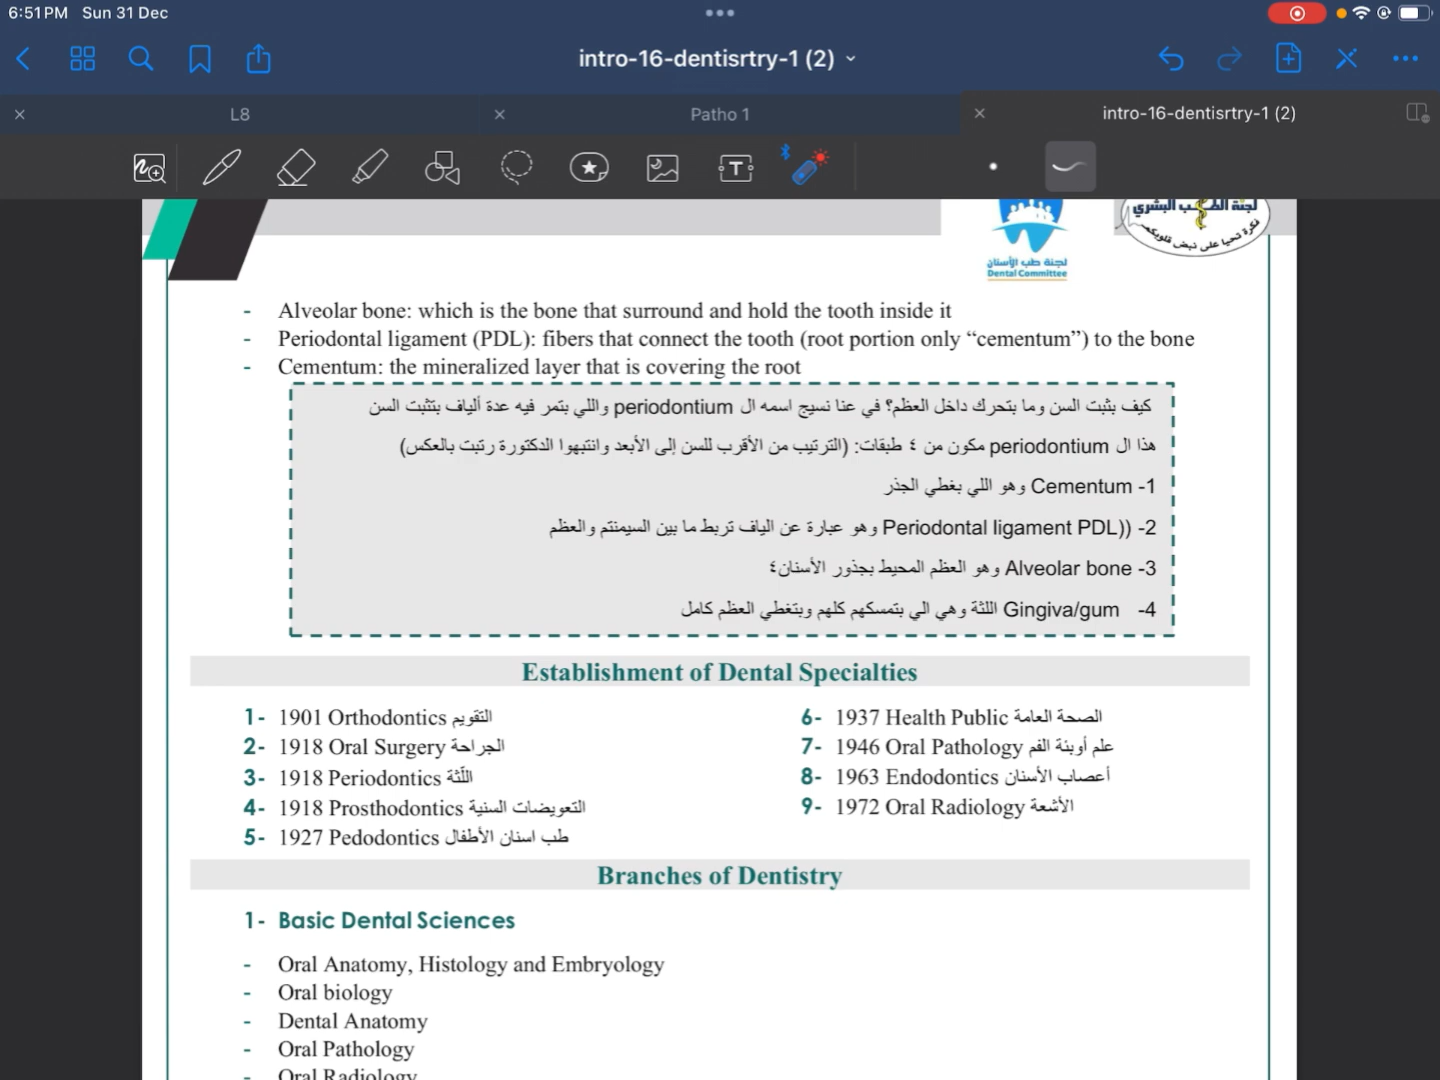 6:51 PM Sun 31 Dec
intro-16-dentisrtry-1 (2)
L8
Patho 1
intro-16-dentisrtry-1 (2)
لجنة طب الأسنان
Dental Committee
لجنة الطب البشري
فكرة تحيا على نبض قلوبكم
- Alveolar bone: which is the bone that surround and hold the tooth inside it
- Periodontal ligament (PDL): fibers that connect the tooth (root portion only “cementum”) to the bone
- Cementum: the mineralized layer that is covering the root
كيف بثبت السن وما بتحرك داخل العظم؟ في عنا نسيج اسمه ال periodontium واللي بتمر فيه عدة ألياف بتثبت السن
هذا ال periodontium مكون من ٤ طبقات: (الترتيب من الأقرب للسن إلى الأبعد وانتبهوا الدكتورة رتبت بالعكس)
1- Cementum وهو اللي بغطي الجذر
2- ((Periodontal ligament PDL وهو عبارة عن الياف تربط ما بين السيمنتم والعظم
3- Alveolar bone وهو العظم المحيط بجذور الأسنان٤
4- Gingiva/gum اللثة وهي الي بتمسكهم كلهم وبتغطي العظم كامل
Establishment of Dental Specialties
1- 1901 Orthodontics التقويم
2- 1918 Oral Surgery الجراحة
3- 1918 Periodontics اللّثة
4- 1918 Prosthodontics التعويضات السنية
5- 1927 Pedodontics طب اسنان الأطفال
6- 1937 Health Public الصحة العامة
7- 1946 Oral Pathology علم أوبئة الفم
8- 1963 Endodontics أعصاب الأسنان
9- 1972 Oral Radiology الأشعة
Branches of Dentistry
1- Basic Dental Sciences
- Oral Anatomy, Histology and Embryology
- Oral biology
- Dental Anatomy
- Oral Pathology
- Oral Radiology